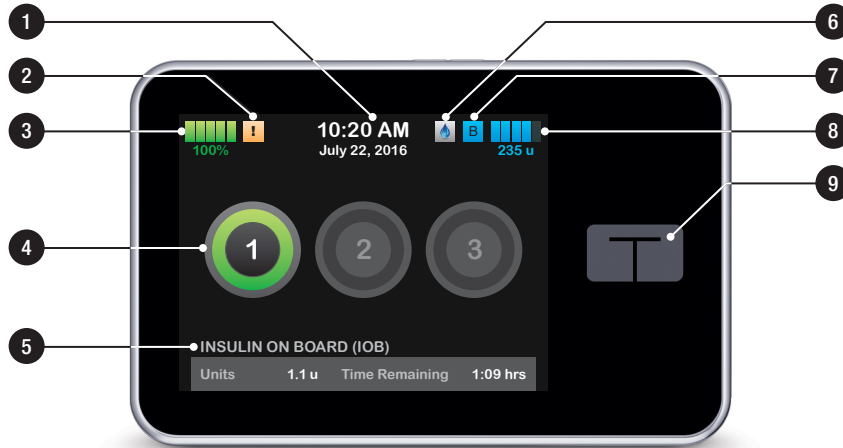 1
2
3
4
5
6
7
8
9
!
10:20 AM
B
100%
July 22, 2016
235 u
1
2
3
INSULIN ON BOARD (IOB)
Units 1.1 u Time Remaining 1:09 hrs